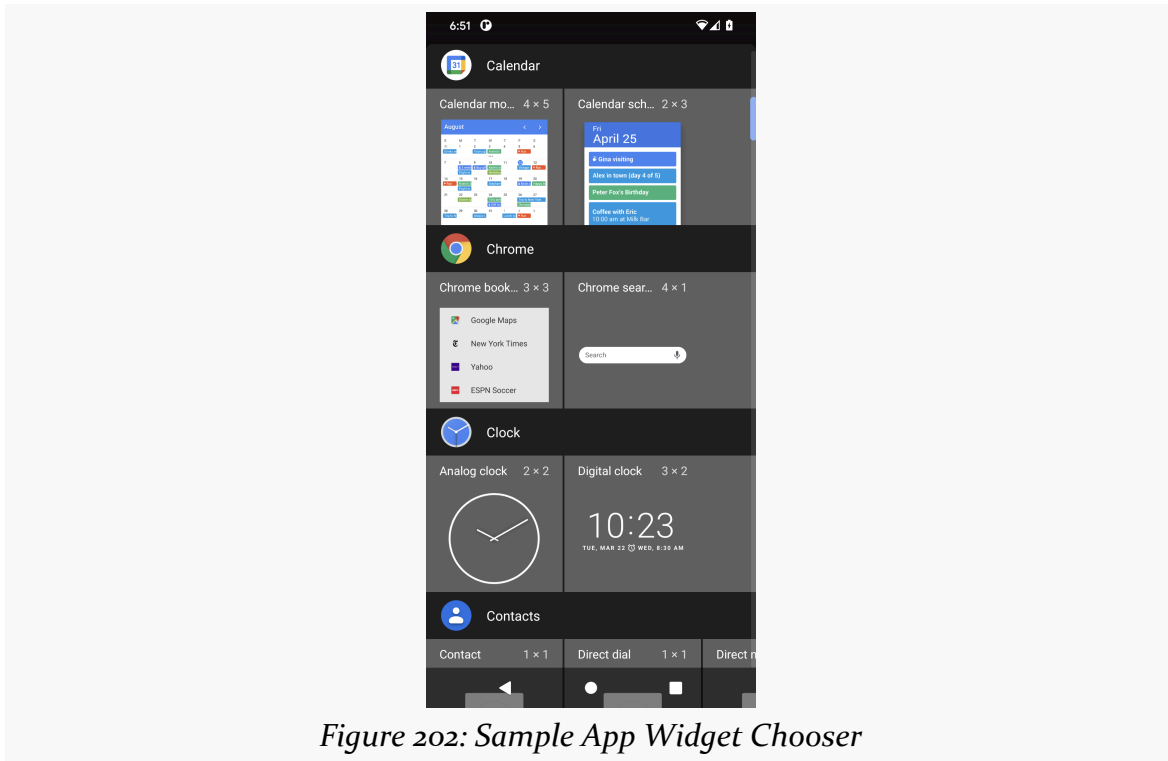 6:51
31 Calendar
Calendar mo... 4 × 5
Calendar sch... 2 × 3
August
Fri
April 25
Gina visiting
Alex in town (day 4 of 5)
Peter Fox's Birthday
Coffee with Eric
10:00 am at Milk Bar
Chrome
Chrome book... 3 × 3
Chrome sear... 4 × 1
Google Maps
New York Times
Yahoo
ESPN Soccer
Search
Clock
Analog clock 2 × 2
Digital clock 3 × 2
10:23
TUE, MAR 22 WED, 8:30 AM
Contacts
Contact 1 × 1
Direct dial 1 × 1
Direct
Figure 202: Sample App Widget Chooser